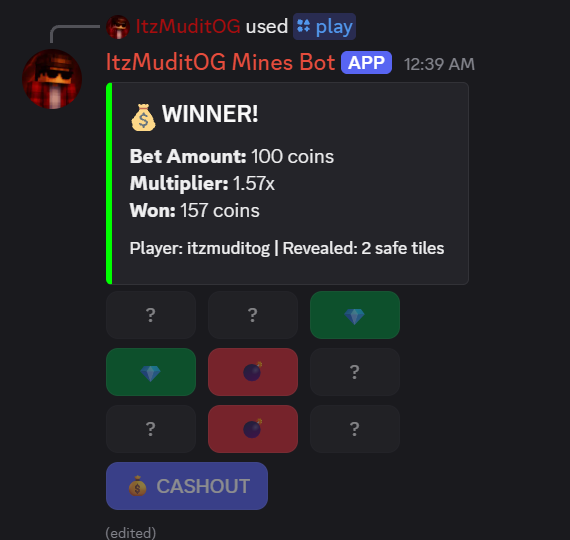 ItzMuditOG used play
ItzMuditOG Mines Bot APP 12:39 AM
WINNER!
Bet Amount: 100 coins
Multiplier: 1.57x
Won: 157 coins
Player: itzmuditog | Revealed: 2 safe tiles
? ?
?
? ?
CASHOUT
(edited)